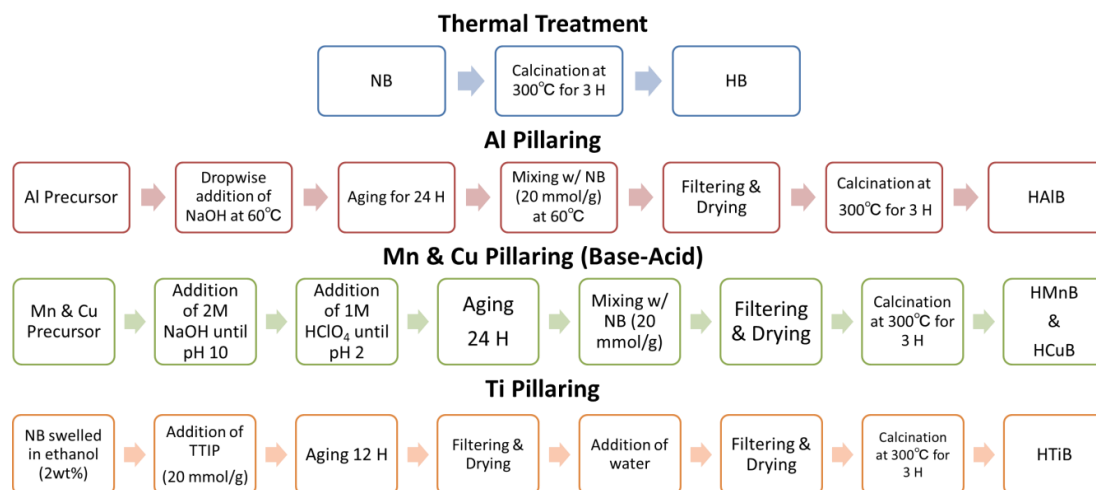 Thermal Treatment
NB
Calcination at
300℃ for 3 H
HB
Al Pillaring
Al Precursor
Dropwise
addition of
NaOH at 60℃
Aging for 24 H
Mixing w/ NB
(20 mmol/g)
at 60℃
Filtering &
Drying
Calcination at
300℃ for 3 H
HAlB
Mn & Cu Pillaring (Base-Acid)
Mn & Cu
Precursor
Addition
of 2M
NaOH until
pH 10
Addition
of 1M
HClO₄ until
pH 2
Aging
24 H
Mixing w/
NB (20
mmol/g)
Filtering
& Drying
Calcination
at 300℃ for
3 H
HMnB
&
HCuB
Ti Pillaring
NB swelled
in ethanol
(2wt%)
Addition of
TTIP
(20 mmol/g)
Aging 12 H
Filtering &
Drying
Addition of
water
Filtering &
Drying
Calcination
at 300℃ for
3 H
HTiB